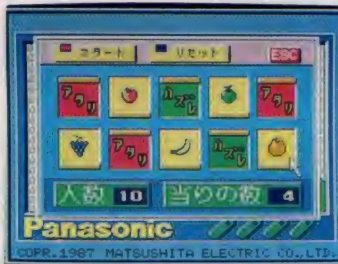 スタート リセット ESC
アタリ ハズレ アタリ
アタリ ハズレ
人数 10 当りの数 4
Panasonic
COPR.1987 MATSUSHITA ELECTRIC CO.,LTD.